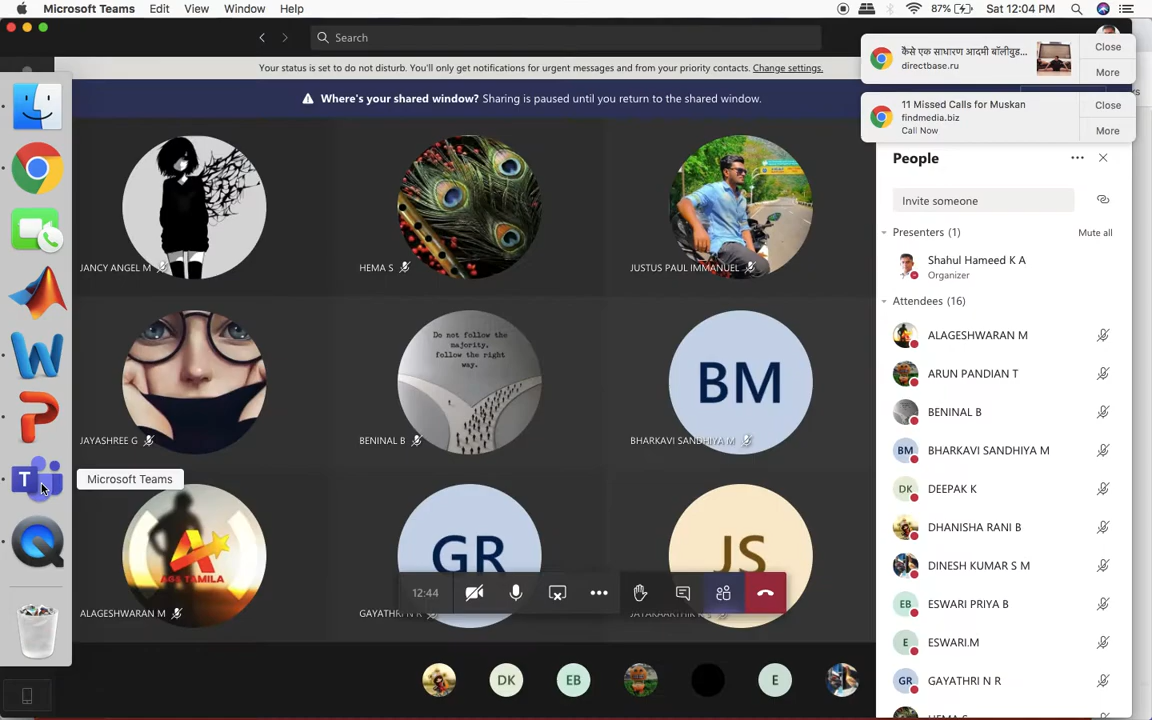 Microsoft Teams Edit View Window Help
87% Sat 12:04 PM
Search
कैसे एक साधारण आदमी बॉलीवुड...
directbase.ru
Close
More
Your status is set to do not disturb. You'll only get notifications for urgent messages and from your priority contacts. Change settings.
Where's your shared window? Sharing is paused until you return to the shared window.
11 Missed Calls for Muskan
findmedia.biz
Call Now
Close
More
People
Invite someone
Presenters (1)
Mute all
Shahul Hameed K A
Organizer
Attendees (16)
ALAGESHWARAN M
ARUN PANDIAN T
BENINAL B
BM BHARKAVI SANDHIYA M
DK DEEPAK K
DHANISHA RANI B
DINESH KUMAR S M
EB ESWARI PRIYA B
E ESWARI.M
GR GAYATHRI N R
JANCY ANGEL M
HEMA S
JUSTUS PAUL IMMANUEL
Do not follow the
majority,
follow the right
way.
BM
JAYASHREE G
BENINAL B
BHARKAVI SANDHIYA M
W
P
T
Microsoft Teams
A
AGS TAMILA
GR
JS
12:44
ALAGESHWARAN M
DK
EB
E